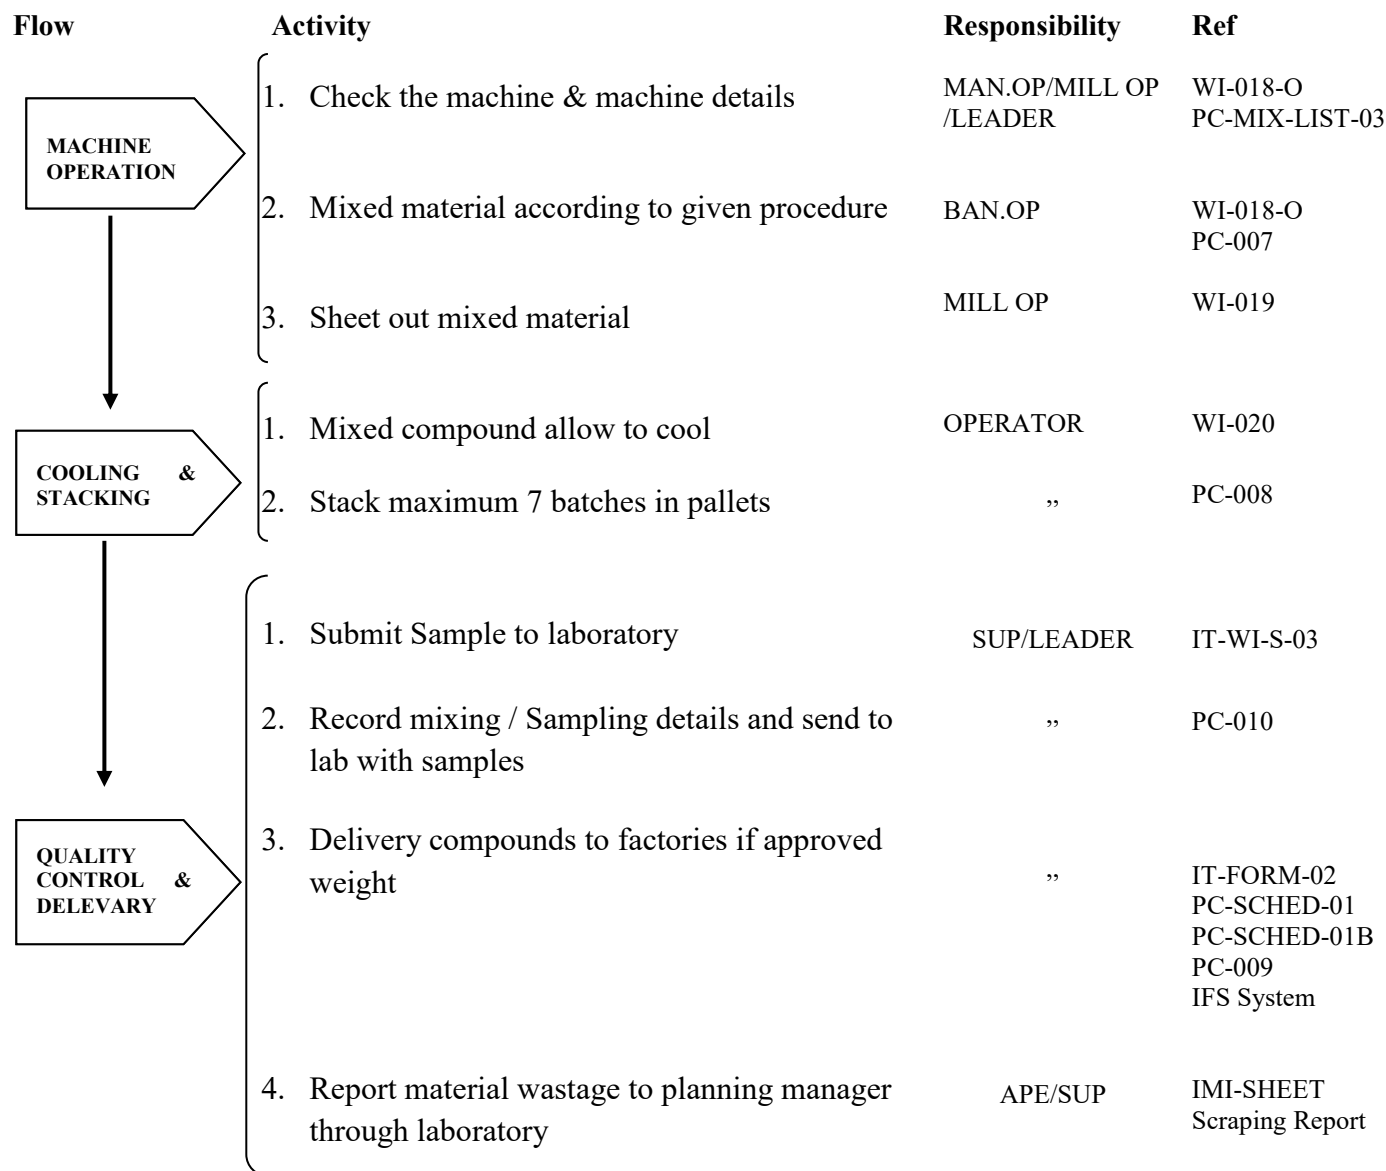 Flow Activity Responsibility Ref
MACHINE
OPERATION
1. Check the machine & machine details
MAN.OP/MILL OP
/LEADER
WI-018-O
PC-MIX-LIST-03
2. Mixed material according to given procedure
BAN.OP
WI-018-O
PC-007
3. Sheet out mixed material
MILL OP
WI-019
COOLING &
STACKING
1. Mixed compound allow to cool
OPERATOR
WI-020
2. Stack maximum 7 batches in pallets
”
PC-008
QUALITY
CONTROL &
DELEVARY
1. Submit Sample to laboratory
SUP/LEADER
IT-WI-S-03
2. Record mixing / Sampling details and send to
lab with samples
”
PC-010
3. Delivery compounds to factories if approved
weight
”
IT-FORM-02
PC-SCHED-01
PC-SCHED-01B
PC-009
IFS System
4. Report material wastage to planning manager
through laboratory
APE/SUP
IMI-SHEET
Scraping Report